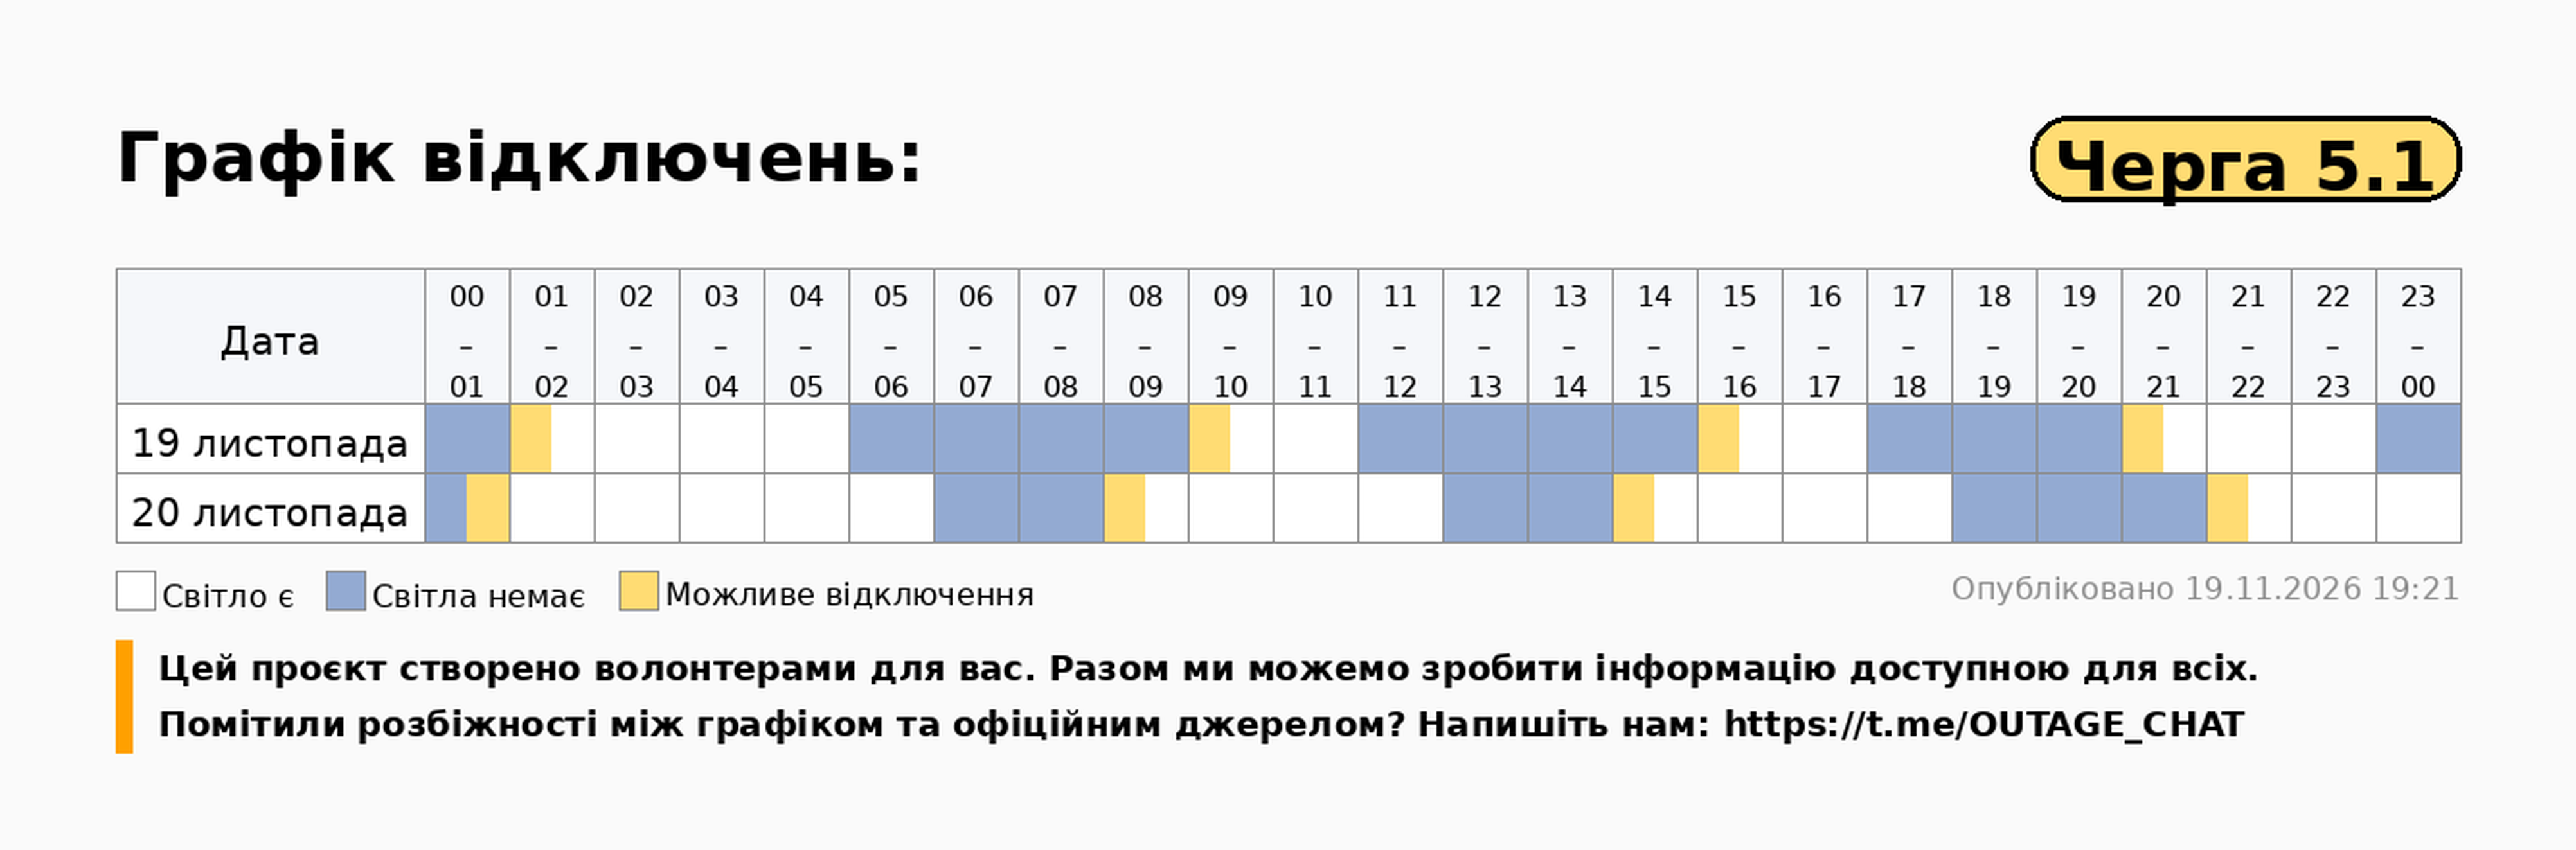 Графік відключень:
Черга 5.1
Дата 00 – 01 01 – 02 02 – 03 03 – 04 04 – 05 05 – 06 06 – 07 07 – 08 08 – 09 09 – 10 10 – 11 11 – 12 12 – 13 13 – 14 14 – 15 15 – 16 16 – 17 17 – 18 18 – 19 19 – 20 20 – 21 21 – 22 22 – 23 23 – 00
19 листопада
20 листопада
Світло є Світла немає Можливе відключення
Опубліковано 19.11.2026 19:21
Цей проєкт створено волонтерами для вас. Разом ми можемо зробити інформацію доступною для всіх.
Помітили розбіжності між графіком та офіційним джерелом? Напишіть нам: https://t.me/OUTAGE_CHAT